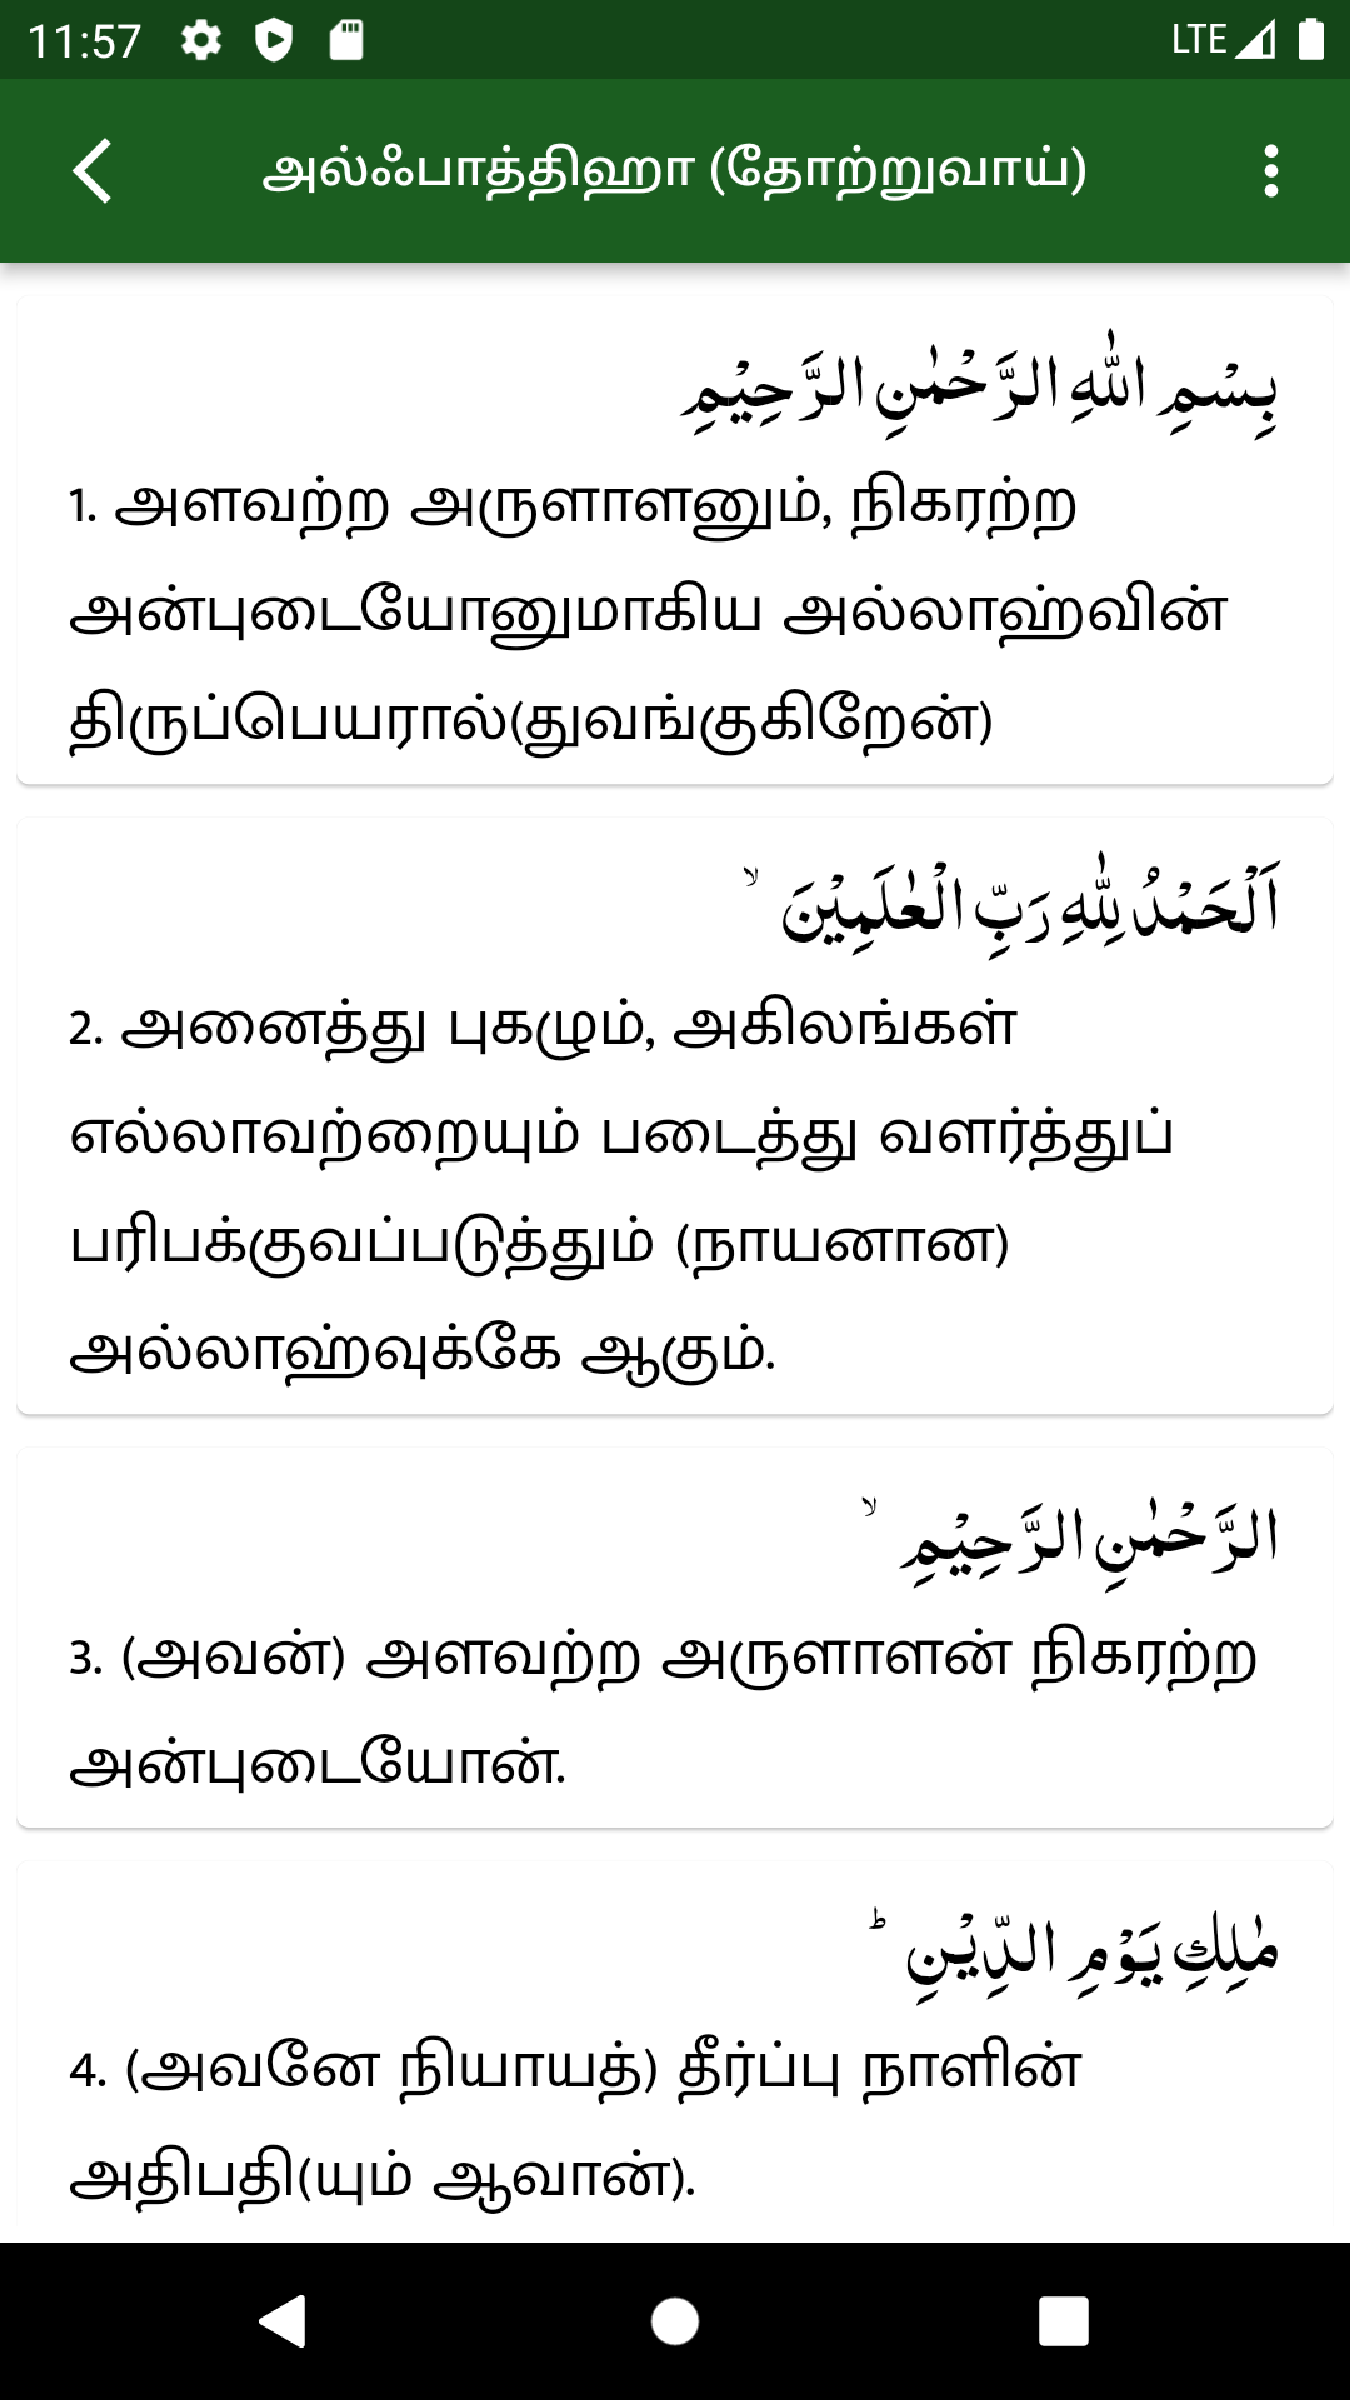 11:57 LTE
அல்ஃபாத்திஹா (தோற்றுவாய்)
بِسْمِ اللّٰهِ الرَّحْمٰنِ الرَّحِيْمِ
1. அளவற்ற அருளாளனும், நிகரற்ற
அன்புடையோனுமாகிய அல்லாஹ்வின்
திருப்பெயரால்(துவங்குகிறேன்)
اَلْحَمْدُ لِلّٰهِ رَبِّ الْعٰلَمِيْنَ ۙ
2. அனைத்து புகழும், அகிலங்கள்
எல்லாவற்றையும் படைத்து வளர்த்துப்
பரிபக்குவப்படுத்தும் (நாயனான)
அல்லாஹ்வுக்கே ஆகும்.
الرَّحْمٰنِ الرَّحِيْمِ ۙ
3. (அவன்) அளவற்ற அருளாளன் நிகரற்ற
அன்புடையோன்.
مٰلِكِ يَوْمِ الدِّيْنِ ؕ
4. (அவனே நியாயத்) தீர்ப்பு நாளின்
அதிபதி(யும் ஆவான்).